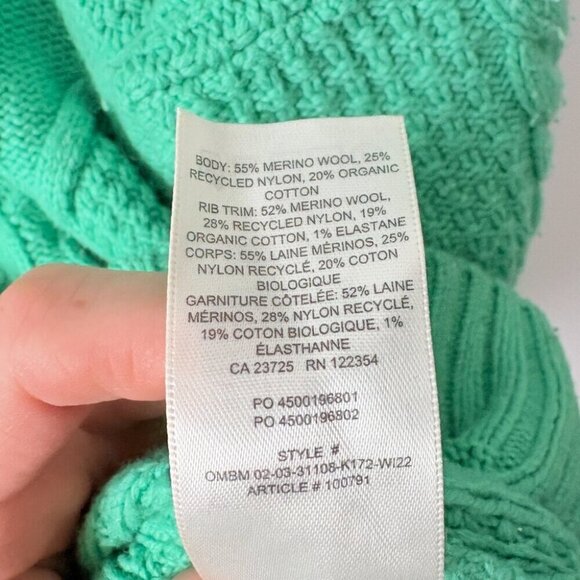 BODY: 55% MERINO WOOL, 25%
RECYCLED NYLON, 20% ORGANIC
COTTON
RIB TRIM: 52% MERINO WOOL,
28% RECYCLED NYLON, 19%
ORGANIC COTTON, 1% ELASTANE
CORPS: 55% LAINE MÉRINOS, 25%
NYLON RECYCLÉ, 20% COTON
BIOLOGIQUE
GARNITURE CÔTELÉE: 52% LAINE
MÉRINOS, 28% NYLON RECYCLÉ,
19% COTON BIOLOGIQUE, 1%
ÉLASTHANNE
CA 23725 RN 122354
PO 4500196801
PO 4500196802
STYLE #
OMBM 02-03-31108-K172-WI22
ARTICLE # 100791